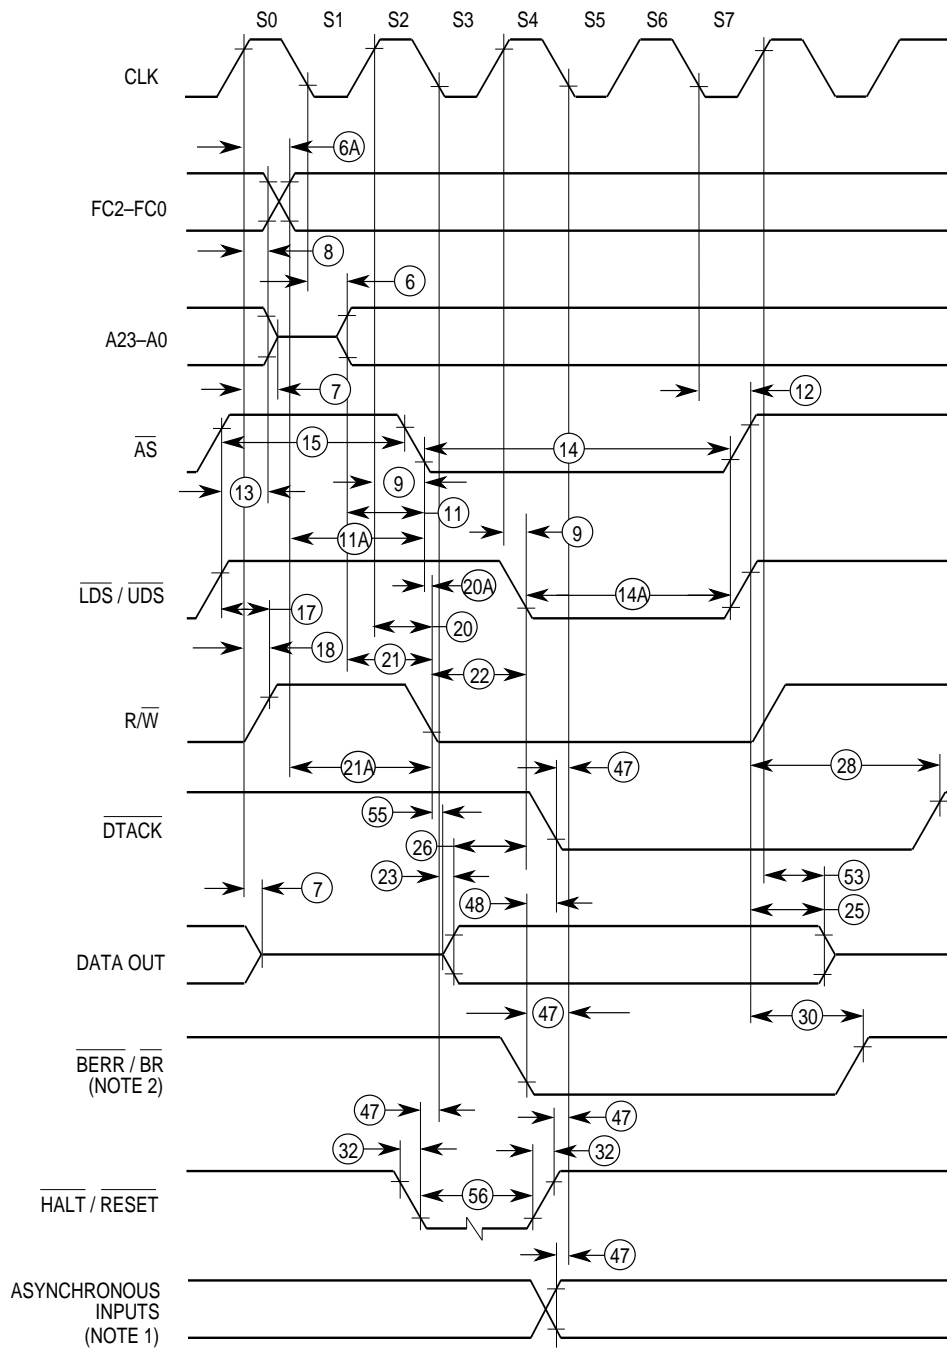 S0 S1 S2 S3 S4 S5 S6 S7
CLK
6A
FC2–FC0
8
6
A23–A0
7
12
AS
15
14
9
13
11
9
11A
LDS / UDS
20A
14A
17
20
18
21
22
R/W
21A
47
28
55
DTACK
26
23
53
7
48
25
DATA OUT
47
30
BERR / BR
(NOTE 2)
47
47
32
32
HALT / RESET
56
47
ASYNCHRONOUS
INPUTS
(NOTE 1)